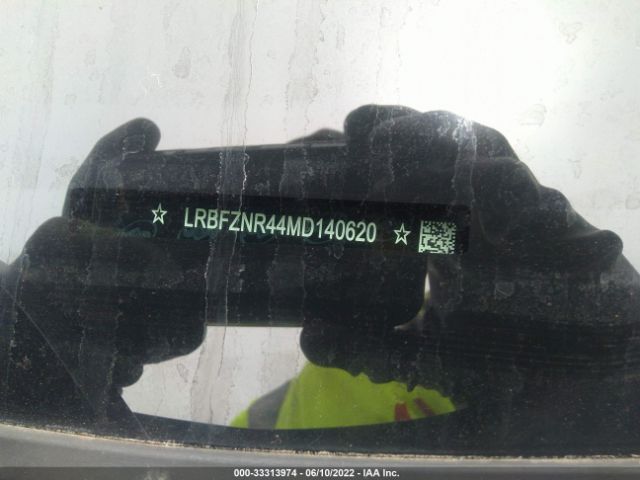 ☆ LRBFZNR44MD140620 ☆
000-33313974 - 06/10/2022 - IAA Inc.